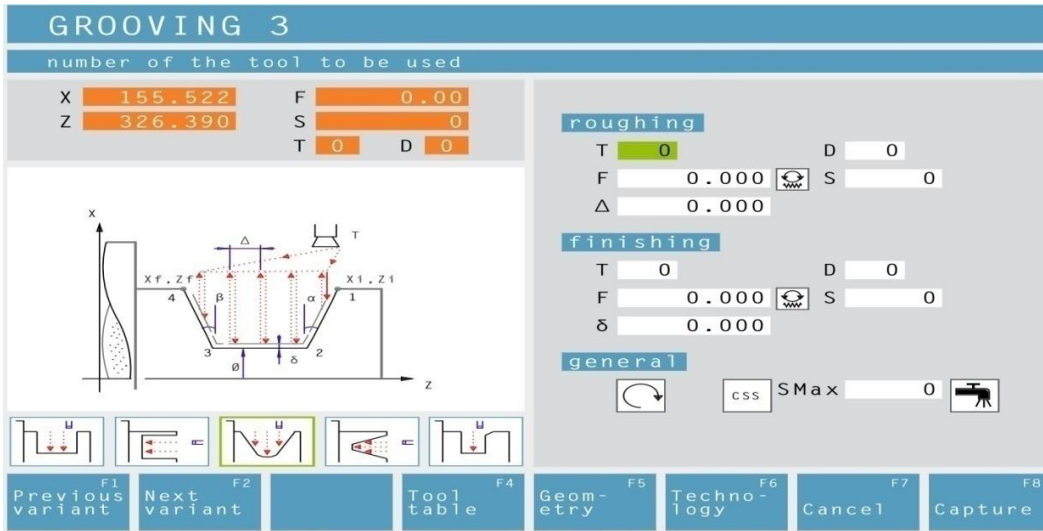 GROOVING 3
number of the tool to be used
X 155.522 F 0.00
Z 326.390 S 0
T 0 D 0
X
Δ
T
Xf.Zf Xi.Zi
4 β α 1
3 2
ø δ
Z
roughing
T 0 D 0
F 0.000 S 0
Δ 0.000
finishing
T 0 D 0
F 0.000 S 0
δ 0.000
general
CSS SMax 0
F1 Previous variant
F2 Next variant
F4 Tool table
F5 Geom-etry
F6 Techno-logy
F7 Cancel
F8 Capture